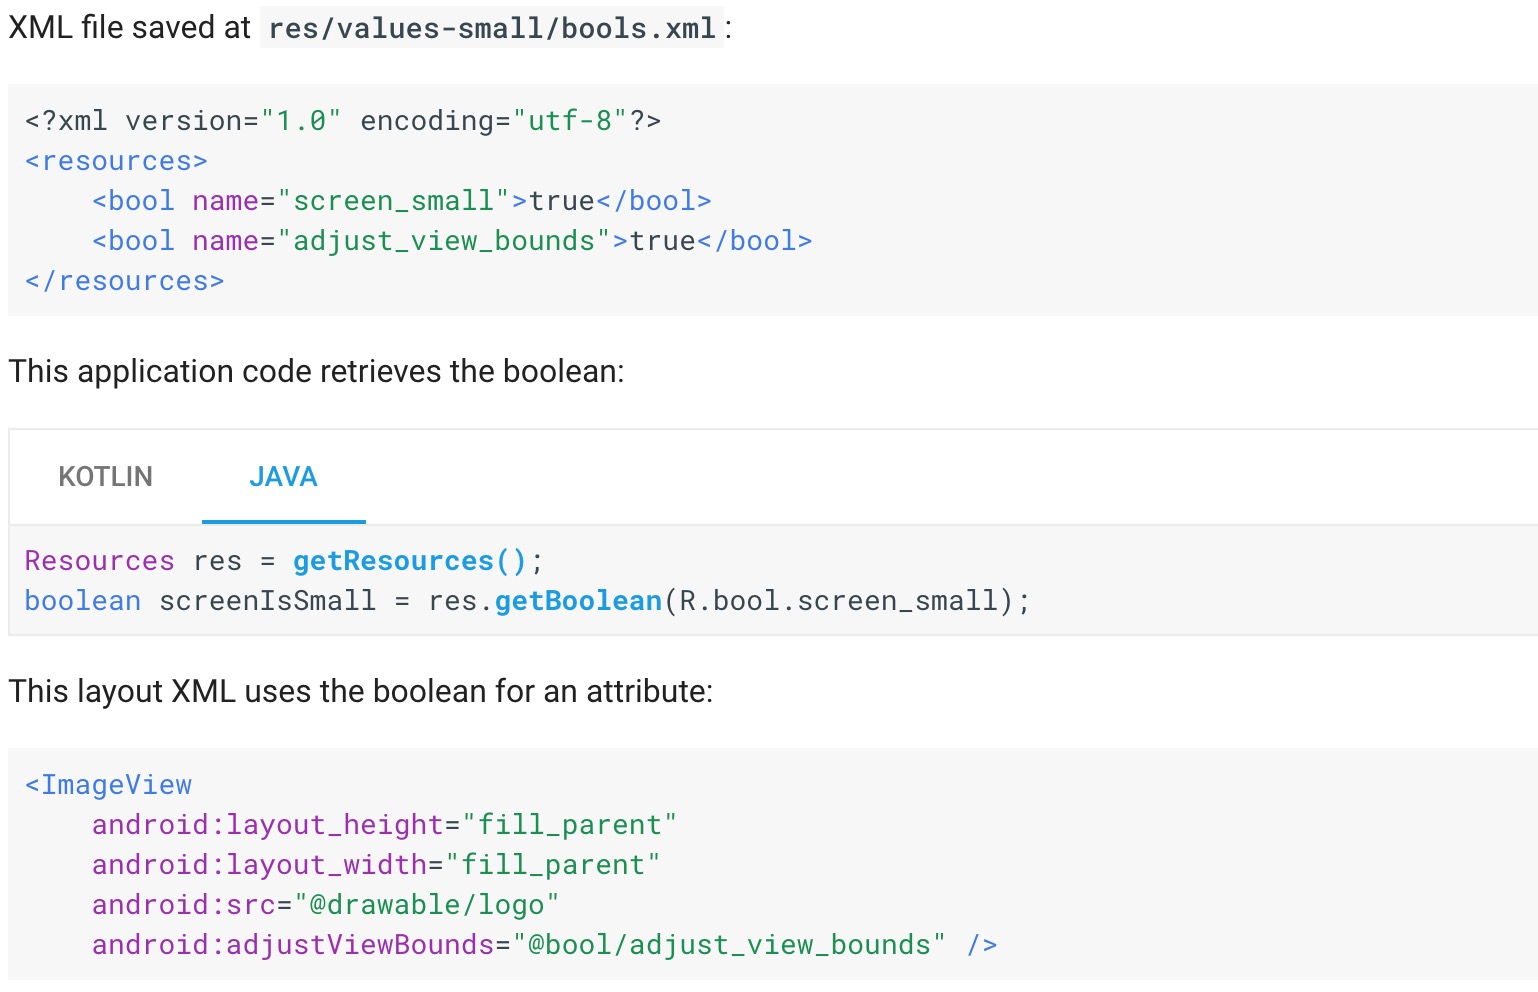 XML file saved at res/values-small/bools.xml:
<?xml version="1.0" encoding="utf-8"?>
<resources>
    <bool name="screen_small">true</bool>
    <bool name="adjust_view_bounds">true</bool>
</resources>
This application code retrieves the boolean:
KOTLIN JAVA
Resources res = getResources();
boolean screenIsSmall = res.getBoolean(R.bool.screen_small);
This layout XML uses the boolean for an attribute:
<ImageView
    android:layout_height="fill_parent"
    android:layout_width="fill_parent"
    android:src="@drawable/logo"
    android:adjustViewBounds="@bool/adjust_view_bounds" />